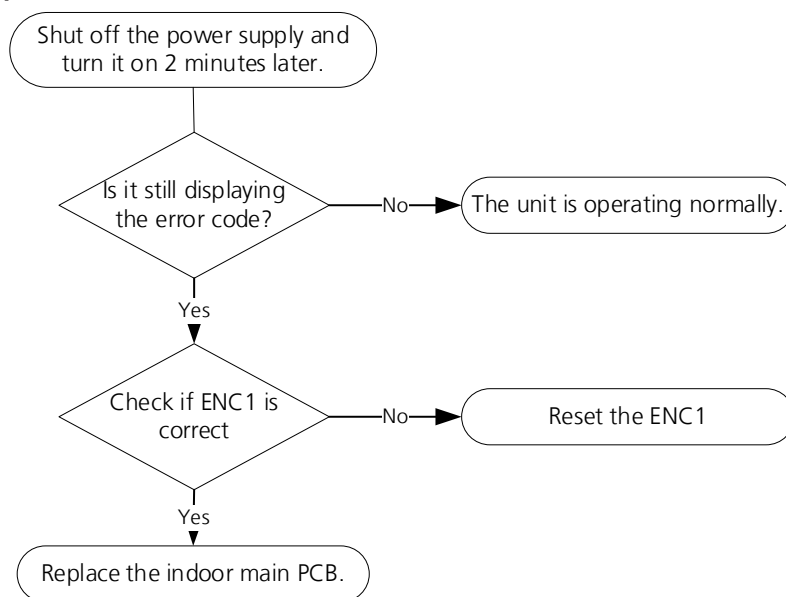 Shut off the power supply and
turn it on 2 minutes later.
Is it still displaying
the error code?
No
The unit is operating normally.
Yes
Check if ENC1 is
correct
No
Reset the ENC1
Yes
Replace the indoor main PCB.